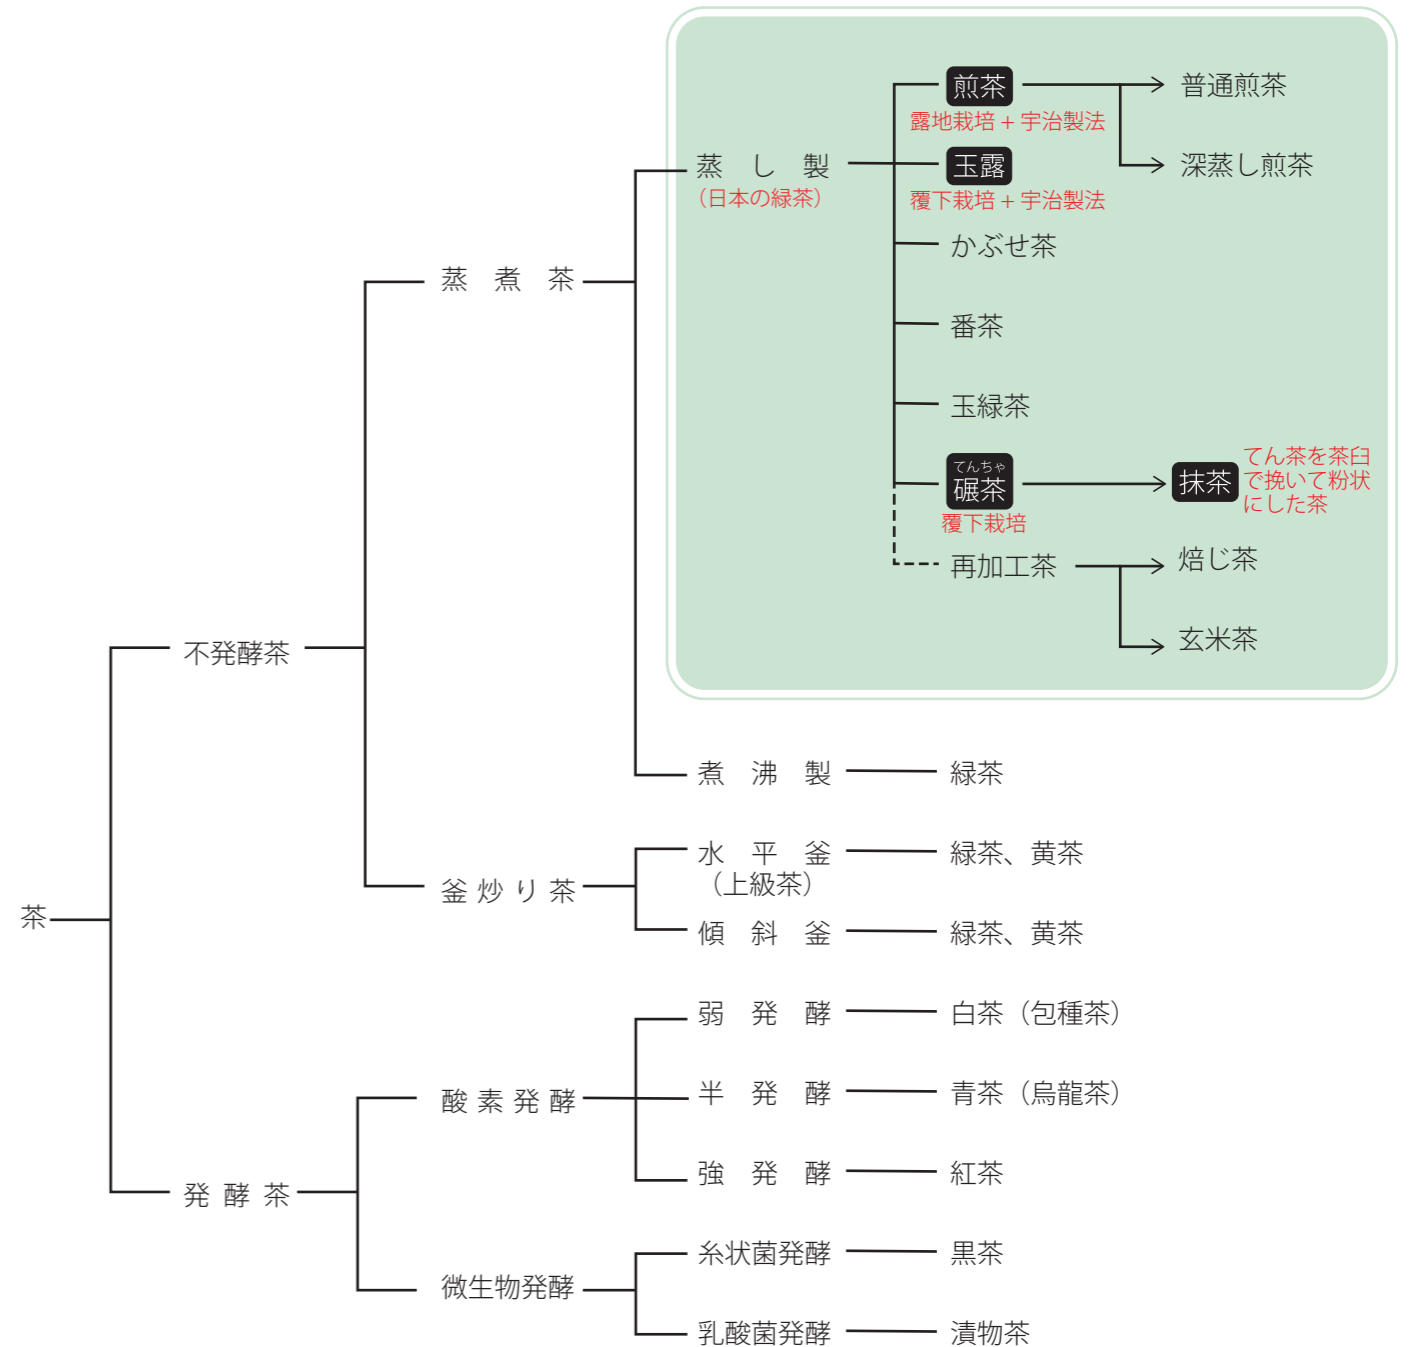 茶
不発酵茶
蒸煮茶
蒸し製
（日本の緑茶）
煎茶
露地栽培 + 宇治製法
普通煎茶
深蒸し煎茶
玉露
覆下栽培 + 宇治製法
かぶせ茶
番茶
玉緑茶
てんちゃ
碾茶
覆下栽培
抹茶
てん茶を茶臼
で挽いて粉状
にした茶
再加工茶
焙じ茶
玄米茶
煮沸製
緑茶
釜炒り茶
水平釜
（上級茶）
緑茶、黄茶
傾斜釜
緑茶、黄茶
発酵茶
酸素発酵
弱発酵
白茶（包種茶）
半発酵
青茶（烏龍茶）
強発酵
紅茶
微生物発酵
糸状菌発酵
黒茶
乳酸菌発酵
漬物茶